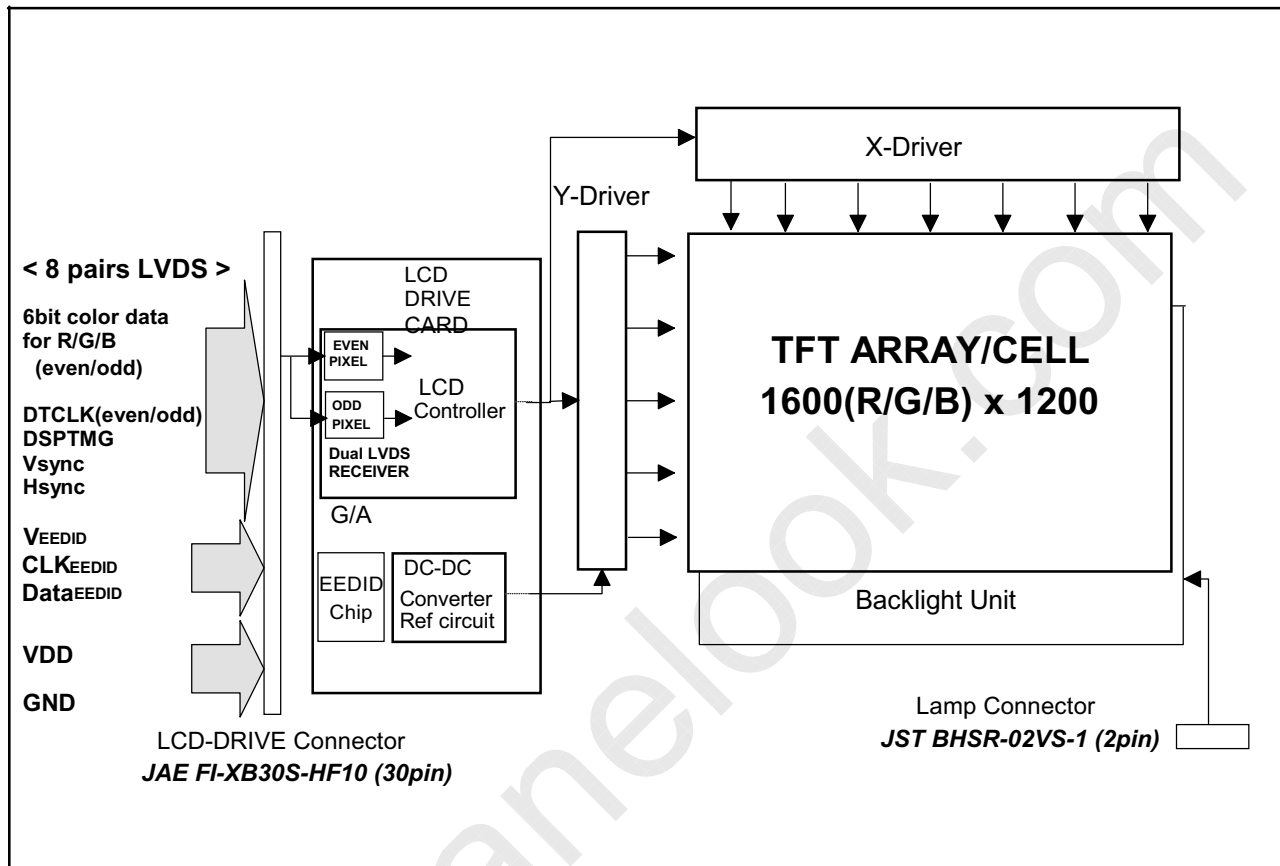 X-Driver
Y-Driver
< 8 pairs LVDS >
6bit color data
for R/G/B
(even/odd)
DTCLK(even/odd)
DSPTMG
Vsync
Hsync
VEEDID
CLKEEDID
DataEEDID
VDD
GND
LCD
DRIVE
CARD
EVEN
PIXEL
ODD
PIXEL
LCD
Controller
Dual LVDS
RECEIVER
G/A
EEDID
Chip
DC-DC
Converter
Ref circuit
TFT ARRAY/CELL
1600(R/G/B) x 1200
Backlight Unit
LCD-DRIVE Connector
JAE FI-XB30S-HF10 (30pin)
Lamp Connector
JST BHSR-02VS-1 (2pin)
anelook.com